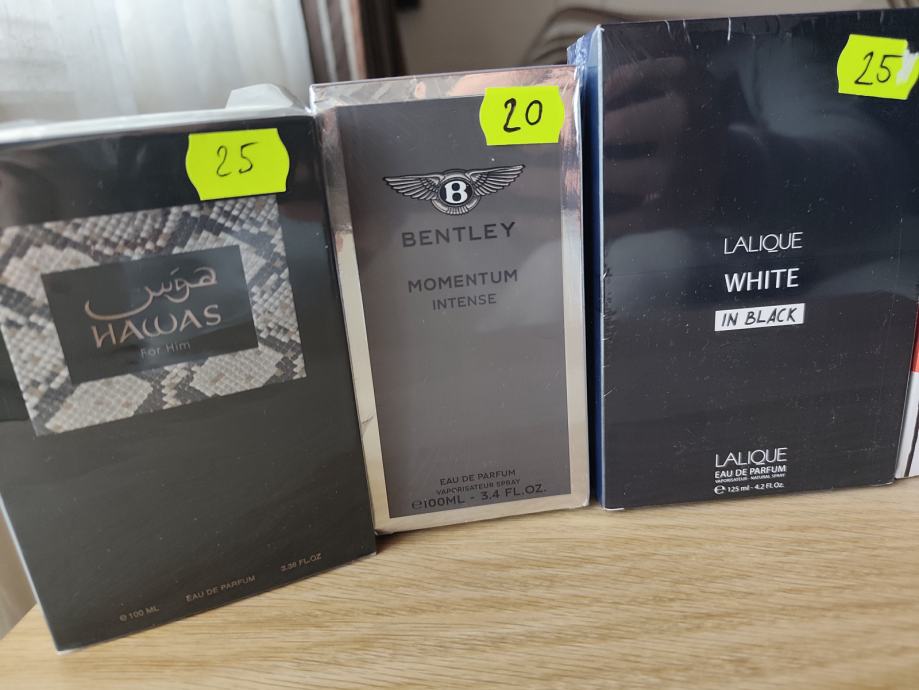 25
هوس
HAWAS
For Him
℮ 100 ML EAU DE PARFUM 3.38 FL.OZ
20
B
BENTLEY
MOMENTUM
INTENSE
EAU DE PARFUM
VAPORISATEUR SPRAY
℮100ML - 3,4 FL.OZ.
25
LALIQUE
WHITE
IN BLACK
LALIQUE
EAU DE PARFUM
VAPORISATEUR - NATURAL SPRAY
℮ 125 ml - 4.2 Fl. Oz.